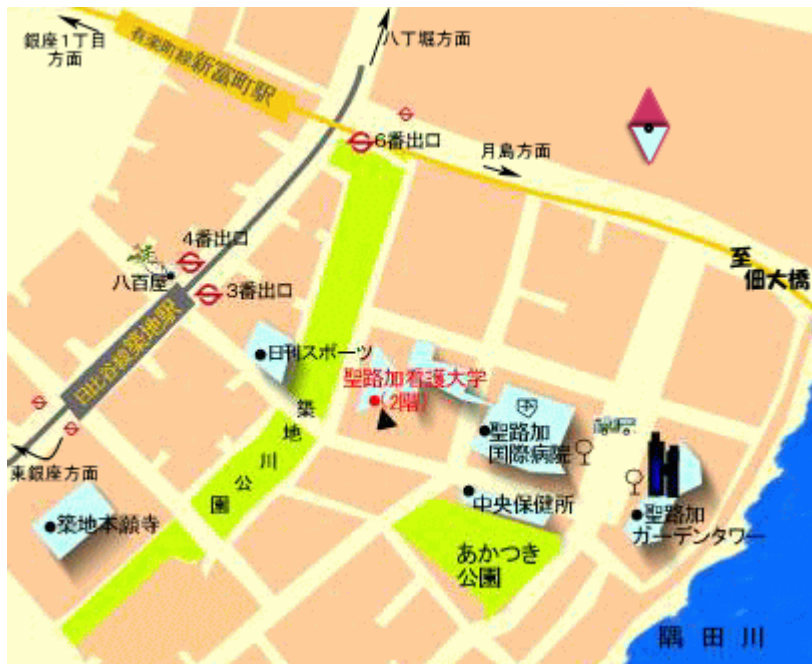 銀座1丁目
方面
八丁堀方面
有楽町線新富町駅
6番出口
月島方面
至
佃大橋
4番出口
八百屋
3番出口
日比谷線築地駅
日刊スポーツ
聖路加看護大学
(2階)
築地川公園
聖路加
国際病院
東銀座方面
中央保健所
聖路加
ガーデンタワー
築地本願寺
あかつき
公園
隅田川